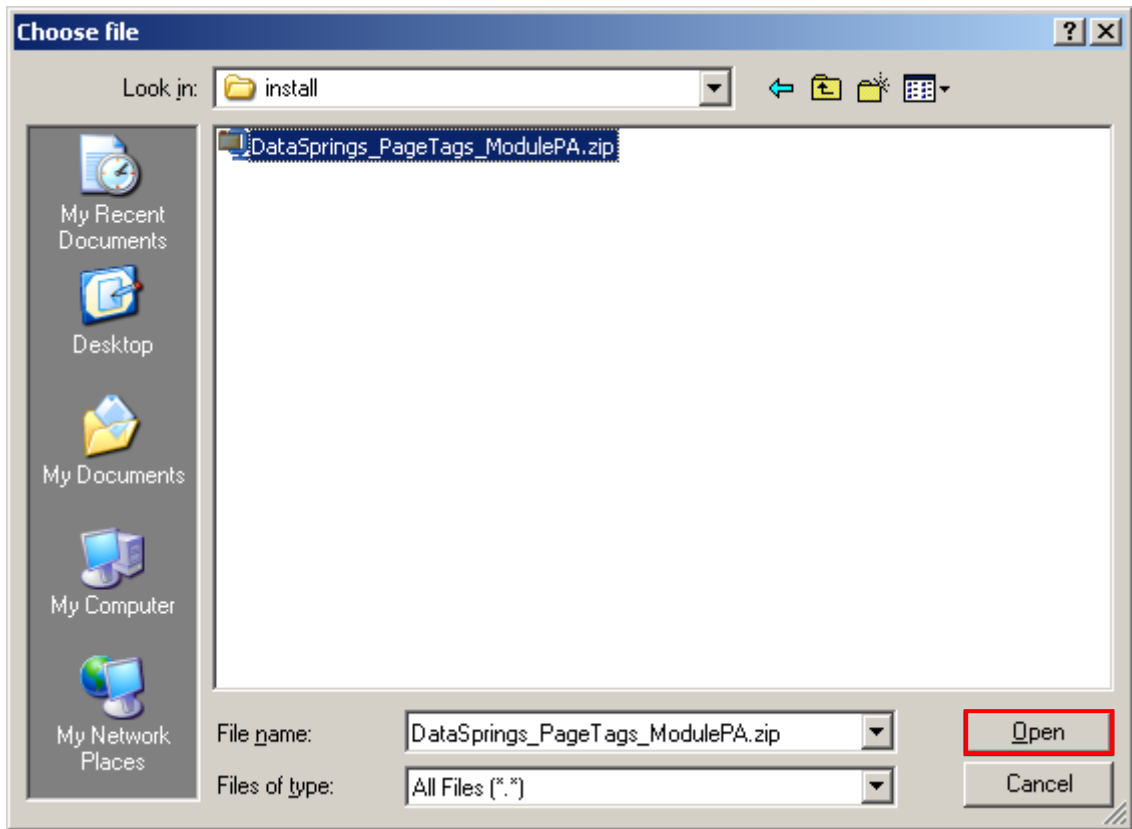 Choose file
Look in:
install
DataSprings_PageTags_ModulePA.zip
My Recent
Documents
Desktop
My Documents
My Computer
My Network
Places
File name:
DataSprings_PageTags_ModulePA.zip
Open
Files of type:
All Files (*.*)
Cancel